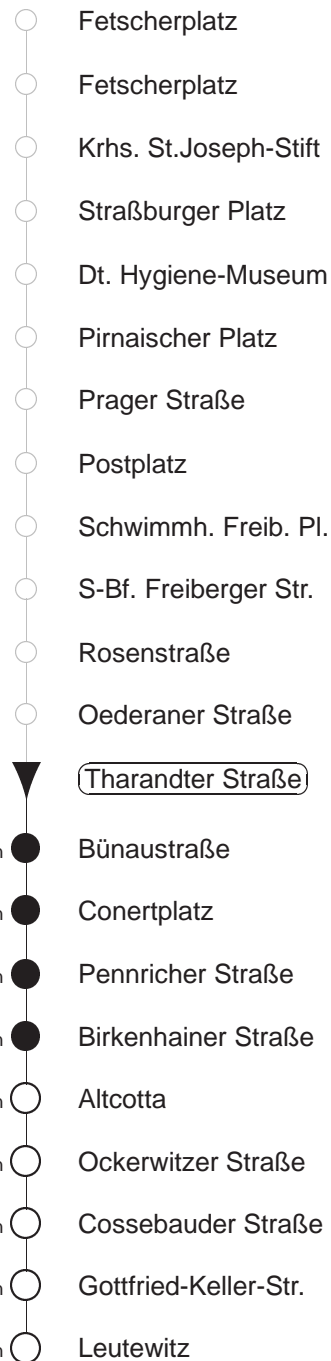 Fetscherplatz
Fetscherplatz
Krhs. St.Joseph-Stift
Straßburger Platz
Dt. Hygiene-Museum
Pirnaischer Platz
Prager Straße
Postplatz
Schwimmh. Freib. Pl.
S-Bf. Freiberger Str.
Rosenstraße
Oederaner Straße
Tharandter Straße
Bünaustraße
Conertplatz
Pennricher Straße
Birkenhainer Straße
Altcotta
Ockerwitzer Straße
Cossebauder Straße
Gottfried-Keller-Str.
Leutewitz